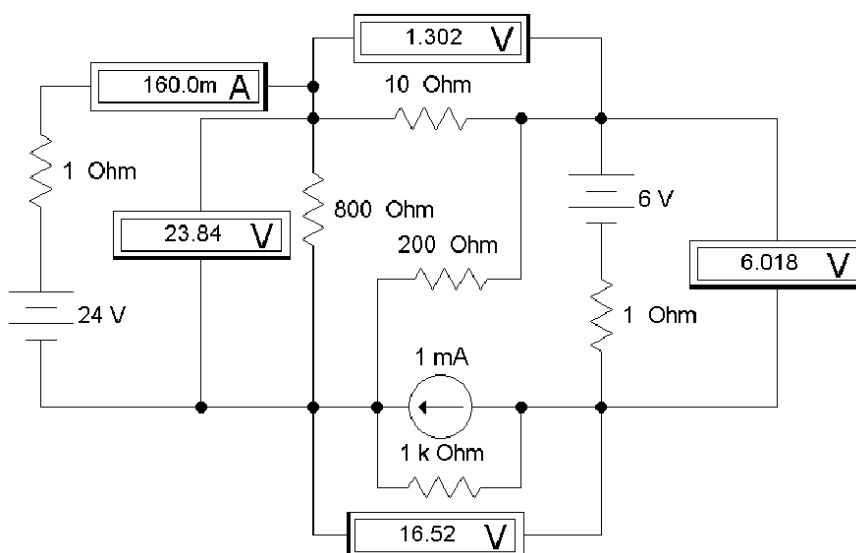 1.302 V
160.0m A
10 Ohm
1 Ohm
800 Ohm
6 V
23.84 V
200 Ohm
6.018 V
24 V
1 Ohm
1 mA
1 k Ohm
16.52 V